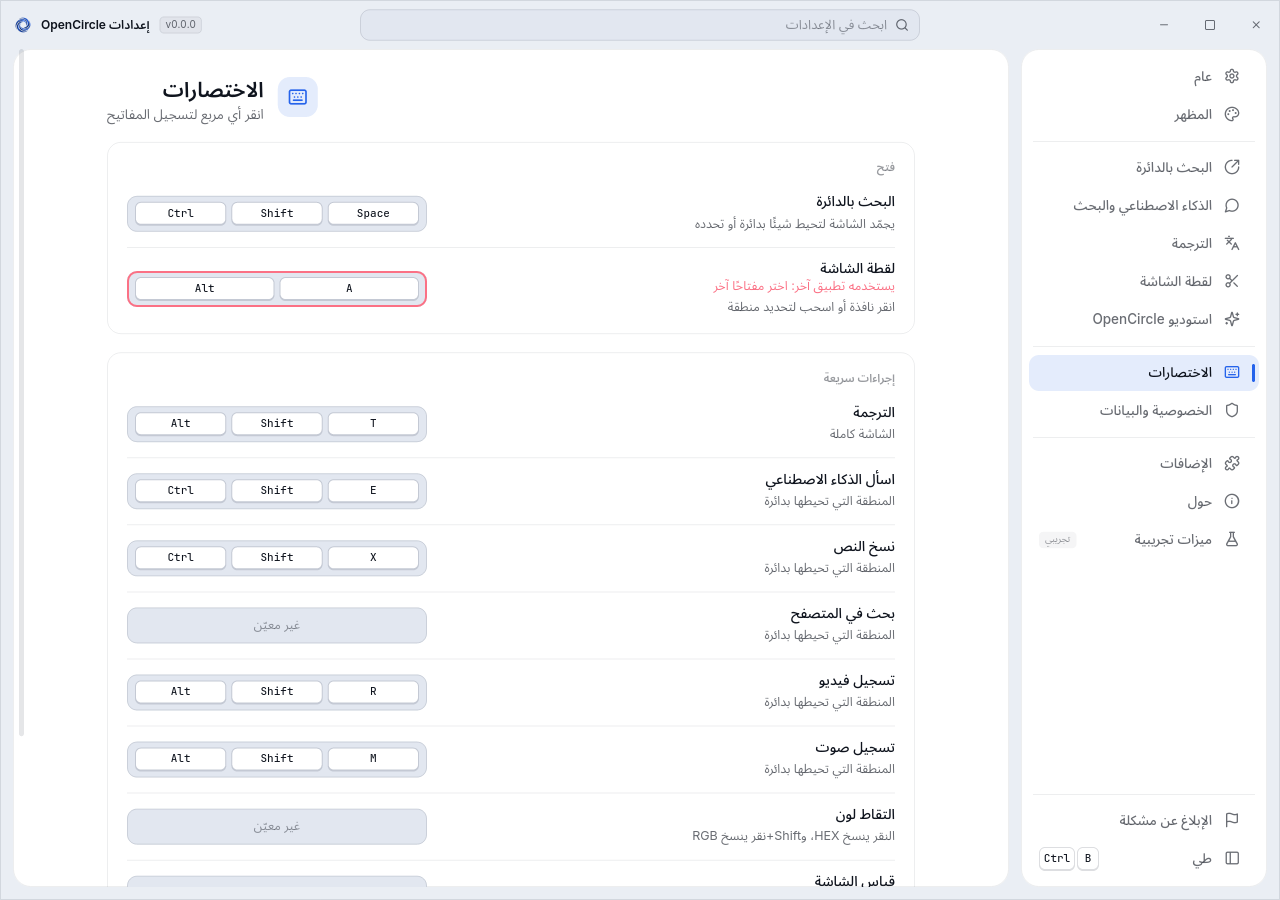 إعدادات OpenCircle
v0.0.0
ابحث في الإعدادات
عام
المظهر
البحث بالدائرة
الذكاء الاصطناعي والبحث
الترجمة
لقطة الشاشة
استوديو OpenCircle
الاختصارات
الخصوصية والبيانات
الإضافات
حول
ميزات تجريبية
تجريبي
الإبلاغ عن مشكلة
طي
Ctrl B
الاختصارات
انقر أي مربع لتسجيل المفاتيح
فتح
البحث بالدائرة
يجمّد الشاشة لتحيط شيئًا بدائرة أو تحدده
Ctrl Shift Space
لقطة الشاشة
يستخدمه تطبيق آخر: اختر مفتاحًا آخر
انقر نافذة أو اسحب لتحديد منطقة
Alt A
إجراءات سريعة
الترجمة
الشاشة كاملة
Alt Shift T
اسأل الذكاء الاصطناعي
المنطقة التي تحيطها بدائرة
Ctrl Shift E
نسخ النص
المنطقة التي تحيطها بدائرة
Ctrl Shift X
بحث في المتصفح
المنطقة التي تحيطها بدائرة
غير معيّن
تسجيل فيديو
المنطقة التي تحيطها بدائرة
Alt Shift R
تسجيل صوت
المنطقة التي تحيطها بدائرة
Alt Shift M
التقاط لون
النقر ينسخ HEX، وShift+نقر ينسخ RGB
غير معيّن
قياس الشاشة